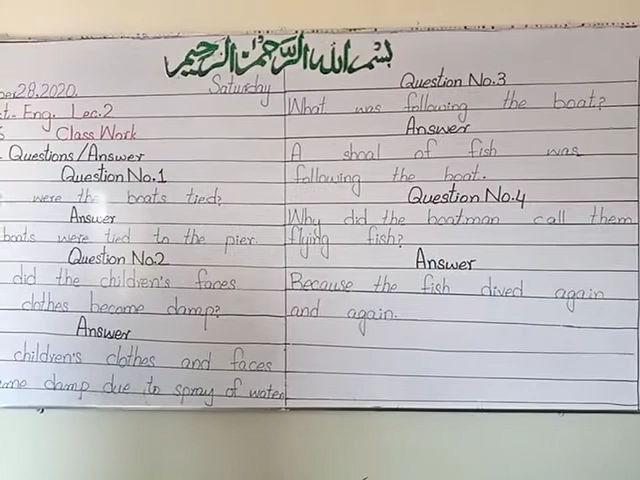 بسم الله الرحمن الرحيم
28,2020.
Saturday
Eng. Lec.2
Class Work
Questions/Answer
Question No.1
were the boats tied?
Answer
boats were tied to the pier.
Question No.2
did the children's faces
clothes become damp?
Answer
children's clothes and faces
damp due to spray of water
Question No.3
What was following the boat?
Answer
A shoal of fish was
following the boat.
Question No.4
Why did the boatman call them
flying fish?
Answer
Because the fish dived again
and again.